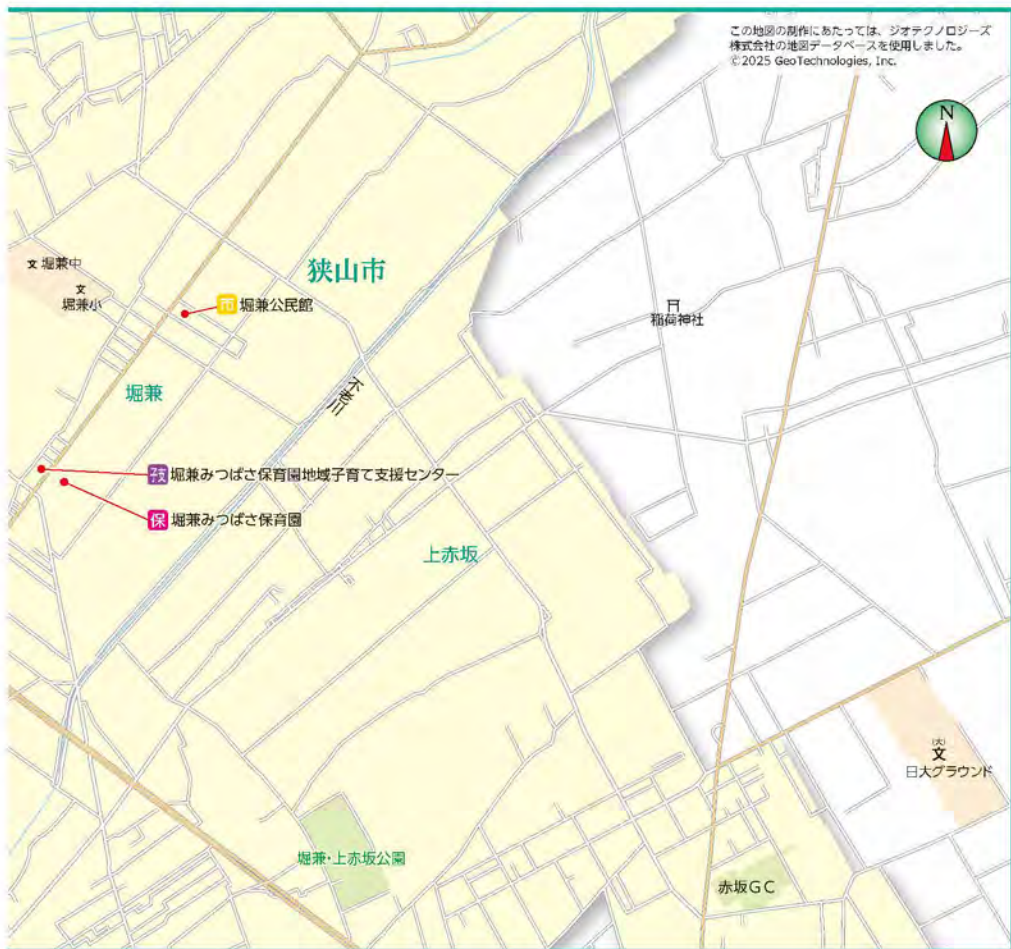 この地図の制作にあたっては、ジオテクノロジーズ
株式会社の地図データベースを使用しました。
©2025 GeoTechnologies, Inc.
N
文 堀兼中
文
堀兼小
狭山市
市 堀兼公民館
稲荷神社
堀兼
不老川
子支 堀兼みつばさ保育園地域子育て支援センター
保 堀兼みつばさ保育園
上赤坂
(大)
文
日大グラウンド
堀兼・上赤坂公園
赤坂GC